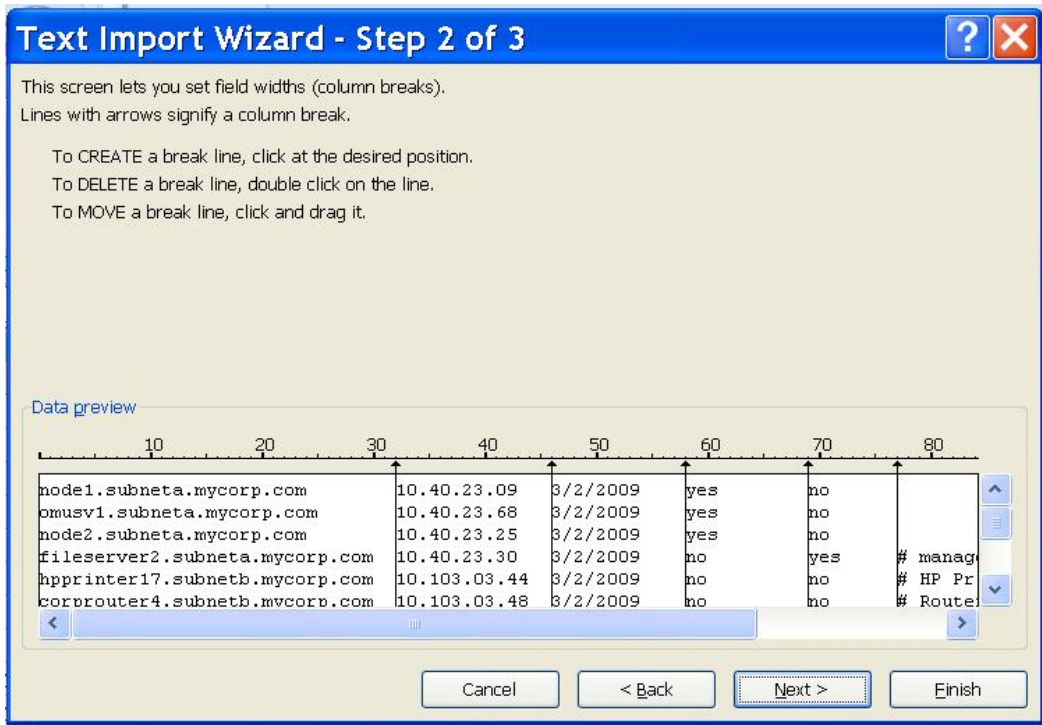 Text Import Wizard - Step 2 of 3
This screen lets you set field widths (column breaks).
Lines with arrows signify a column break.
To CREATE a break line, click at the desired position.
To DELETE a break line, double click on the line.
To MOVE a break line, click and drag it.
Data preview
10 20 30 40 50 60 70 80
node1.subneta.mycorp.com 10.40.23.09 3/2/2009 yes no
omusv1.subneta.mycorp.com 10.40.23.68 3/2/2009 yes no
node2.subneta.mycorp.com 10.40.23.25 3/2/2009 yes no
fileserver2.subneta.mycorp.com 10.40.23.30 3/2/2009 no yes # manag
hpprinter17.subnetb.mycorp.com 10.103.03.44 3/2/2009 no no # HP Pr
corprouter4.subnetb.mycorp.com 10.103.03.48 3/2/2009 no no # Route
Cancel < Back Next > Finish